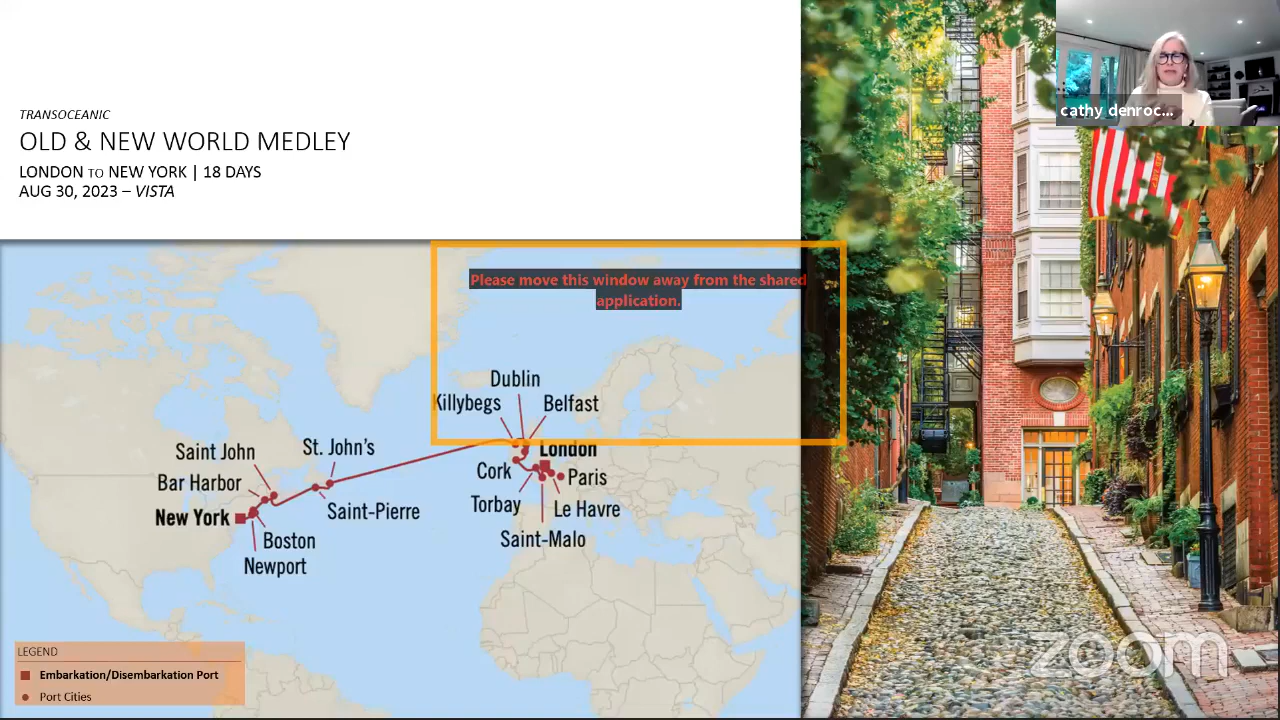 TRANSOCEANIC
OLD & NEW WORLD MEDLEY
LONDON TO NEW YORK | 18 DAYS
AUG 30, 2023 – VISTA
cathy_denroc...
Please move this window away from the shared
application.
Dublin
Killybegs
Belfast
London
Cork
Paris
Torbay
Le Havre
Saint-Malo
St. John's
Saint John
Bar Harbor
New York
Saint-Pierre
Boston
Newport
LEGEND
Embarkation/Disembarkation Port
Port Cities
zoom